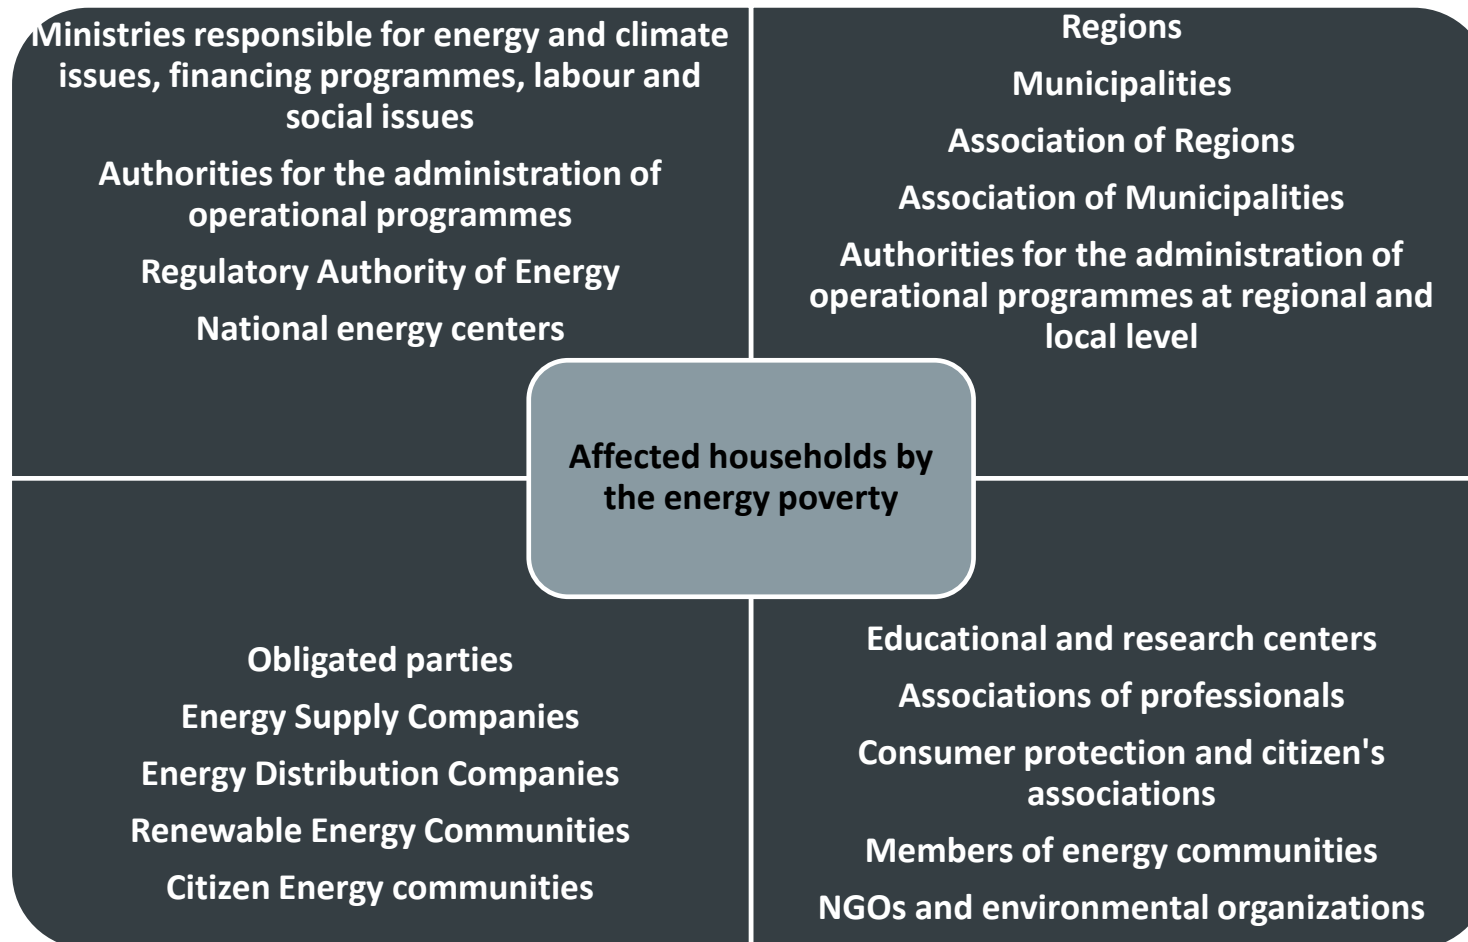 Ministries responsible for energy and climate
issues, financing programmes, labour and
social issues
Authorities for the administration of
operational programmes
Regulatory Authority of Energy
National energy centers
Regions
Municipalities
Association of Regions
Association of Municipalities
Authorities for the administration of
operational programmes at regional and
local level
Affected households by
the energy poverty
Obligated parties
Energy Supply Companies
Energy Distribution Companies
Renewable Energy Communities
Citizen Energy communities
Educational and research centers
Associations of professionals
Consumer protection and citizen's
associations
Members of energy communities
NGOs and environmental organizations